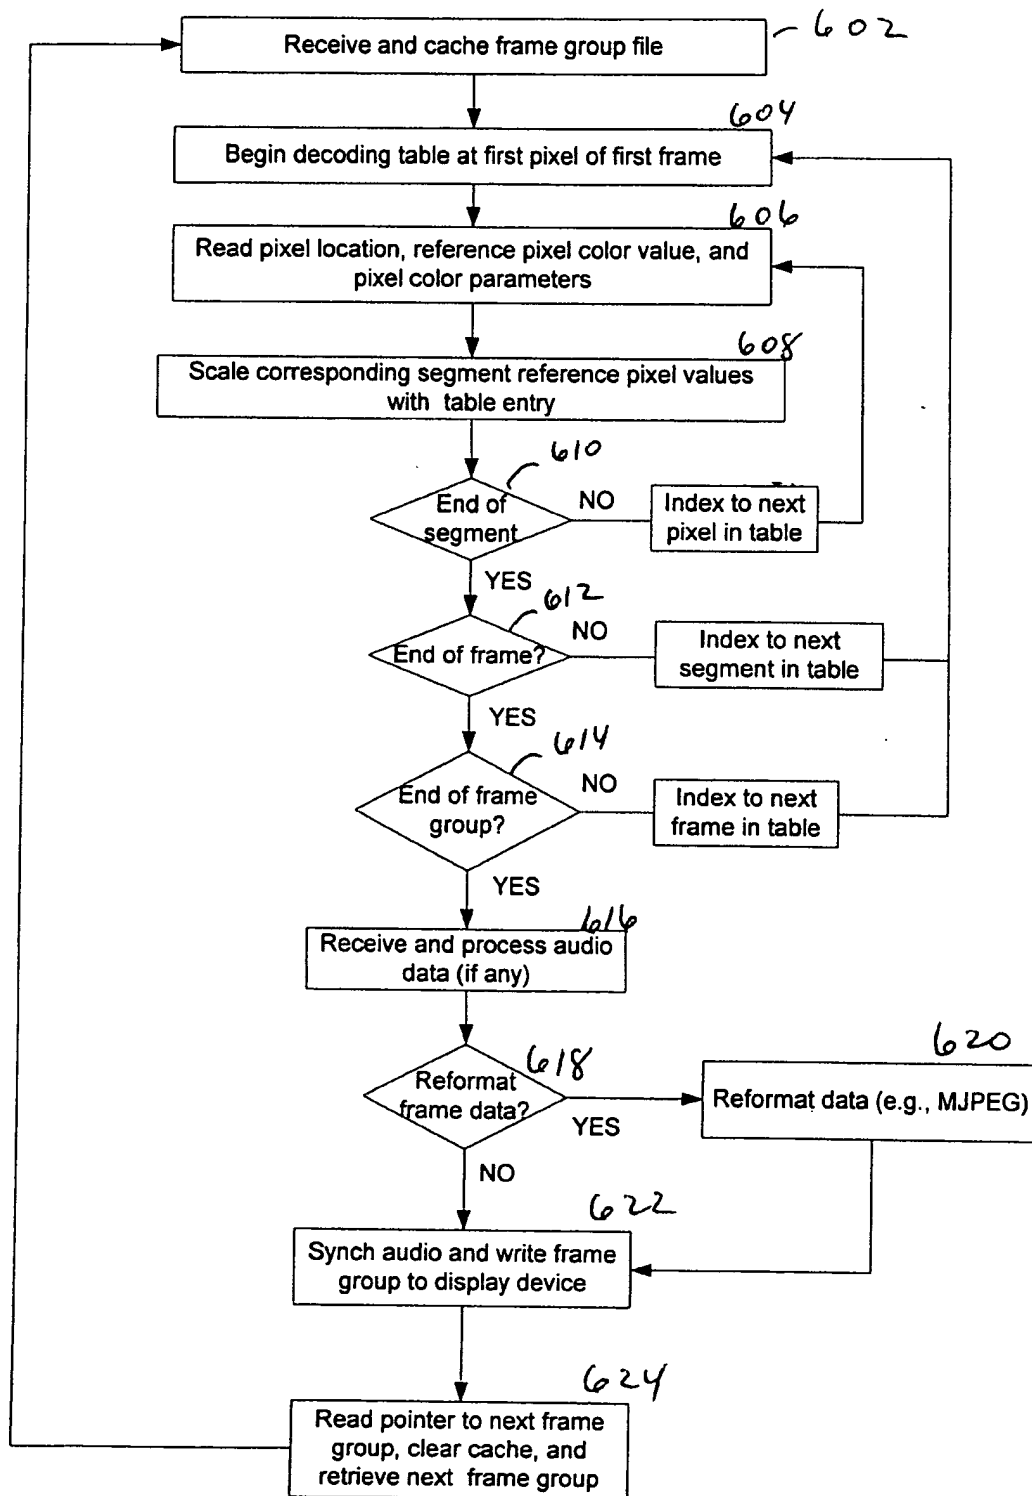 Receive and cache frame group file
602
604
Begin decoding table at first pixel of first frame
606
Read pixel location, reference pixel color value, and
pixel color parameters
608
Scale corresponding segment reference pixel values
with table entry
610
End of
segment
NO
Index to next
pixel in table
YES
612
End of frame?
NO
Index to next
segment in table
YES
614
End of frame
group?
NO
Index to next
frame in table
YES
616
Receive and process audio
data (if any)
618
Reformat
frame data?
YES
620
Reformat data (e.g., MJPEG)
NO
622
Synch audio and write frame
group to display device
624
Read pointer to next frame
group, clear cache, and
retrieve next frame group